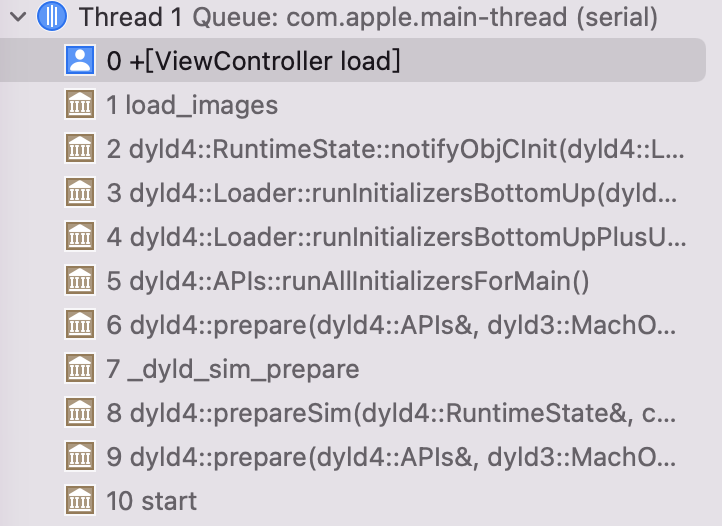 Thread 1 Queue: com.apple.main-thread (serial)
0 +[ViewController load]
1 load_images
2 dyld4::RuntimeState::notifyObjCInit(dyld4::L...
3 dyld4::Loader::runInitializersBottomUp(dyld...
4 dyld4::Loader::runInitializersBottomUpPlusU...
5 dyld4::APIs::runAllInitializersForMain()
6 dyld4::prepare(dyld4::APIs&, dyld3::MachO...
7 _dyld_sim_prepare
8 dyld4::prepareSim(dyld4::RuntimeState&, c...
9 dyld4::prepare(dyld4::APIs&, dyld3::MachO...
10 start